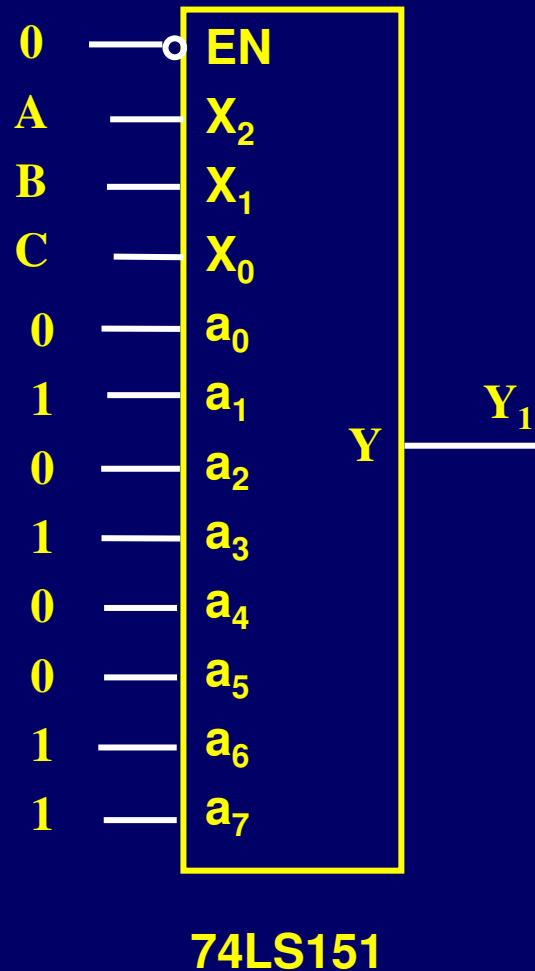 0 EN
A X₂
B X₁
C X₀
0 a₀
1 a₁
Y₁
0 a₂ Y
1 a₃
0 a₄
0 a₅
1 a₆
1 a₇
74LS151